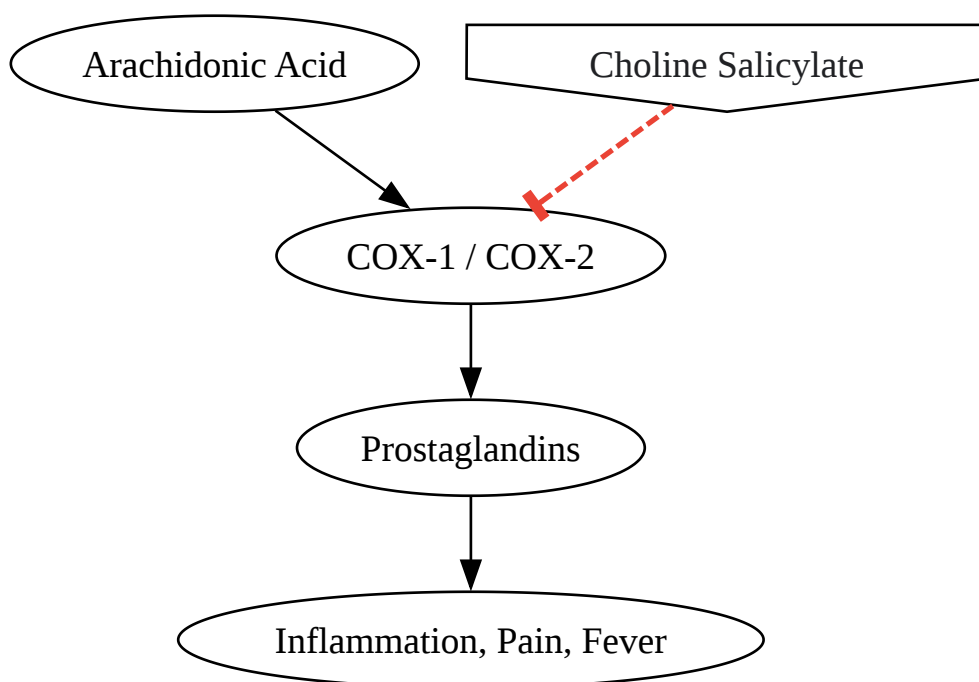 Arachidonic Acid
Choline Salicylate
COX-1 / COX-2
Prostaglandins
Inflammation, Pain, Fever